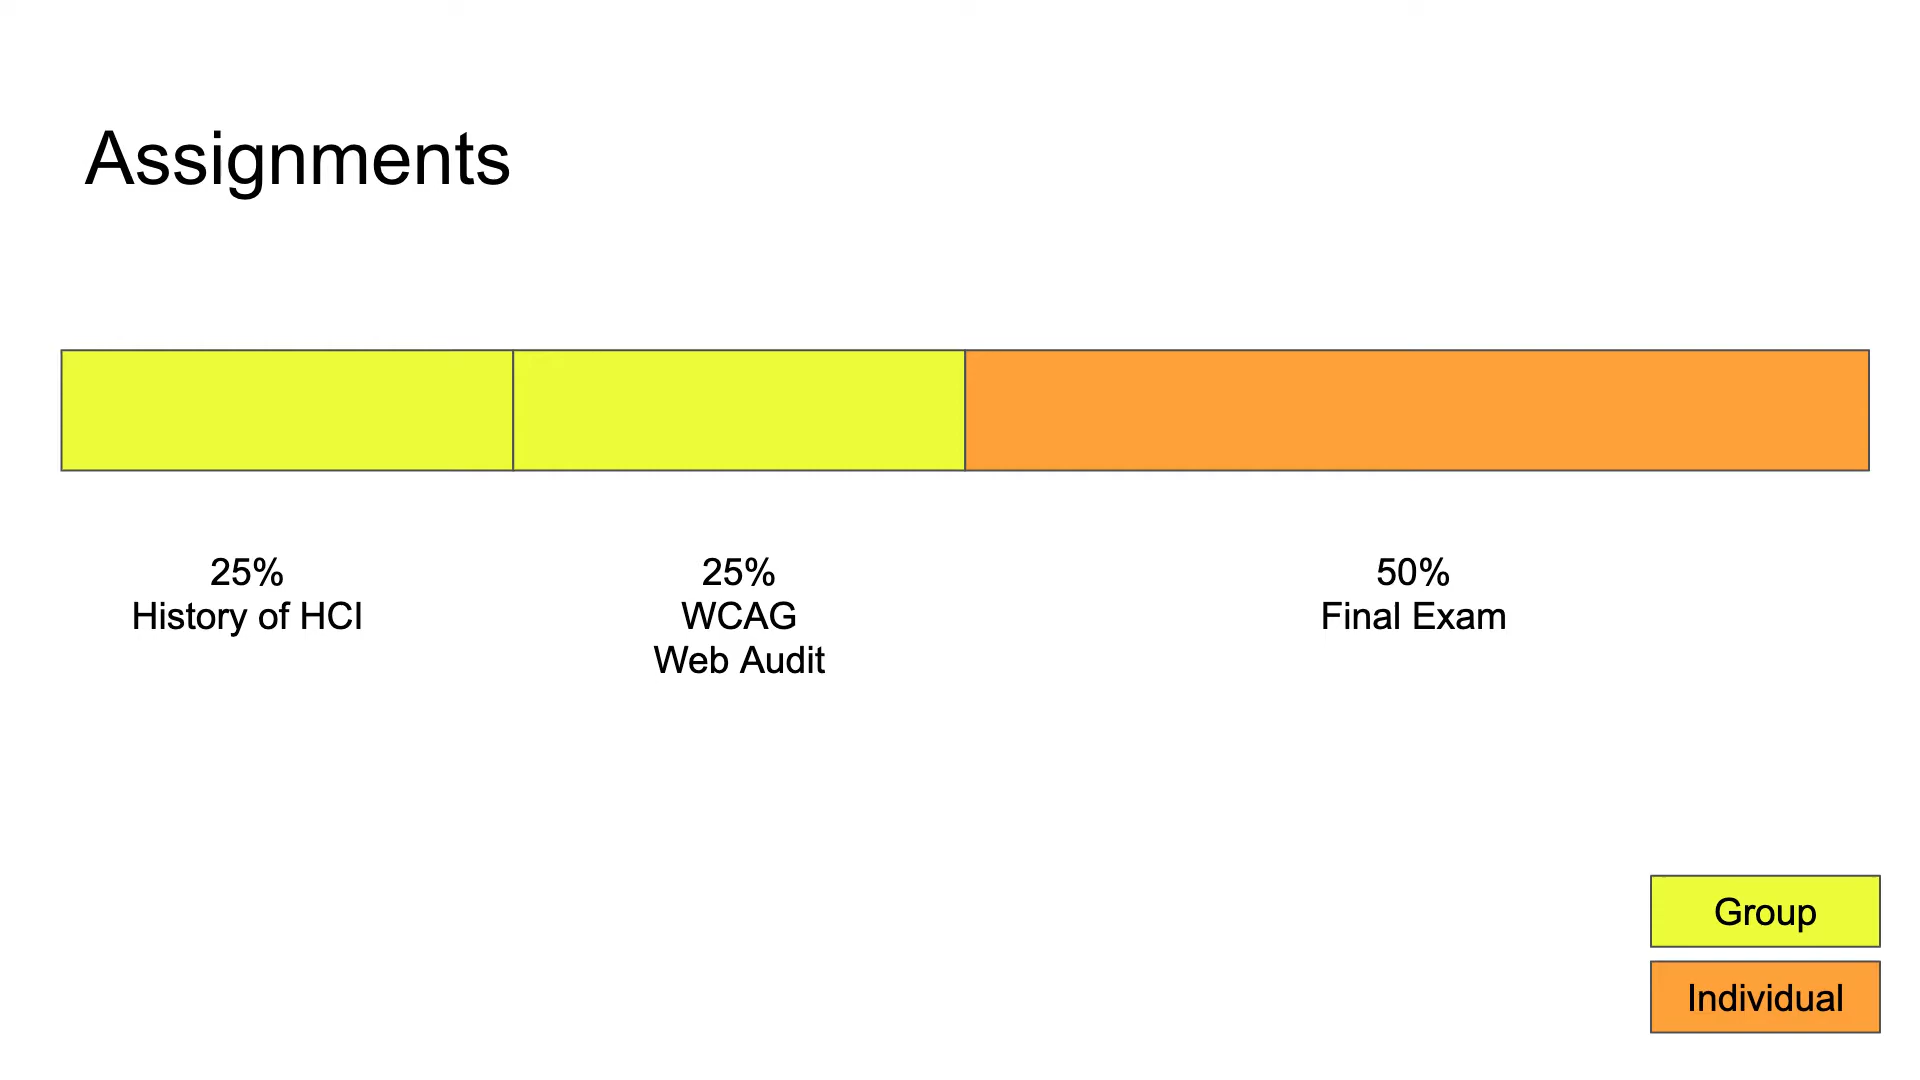 Assignments
25%
History of HCI
25%
WCAG
Web Audit
50%
Final Exam
Group
Individual